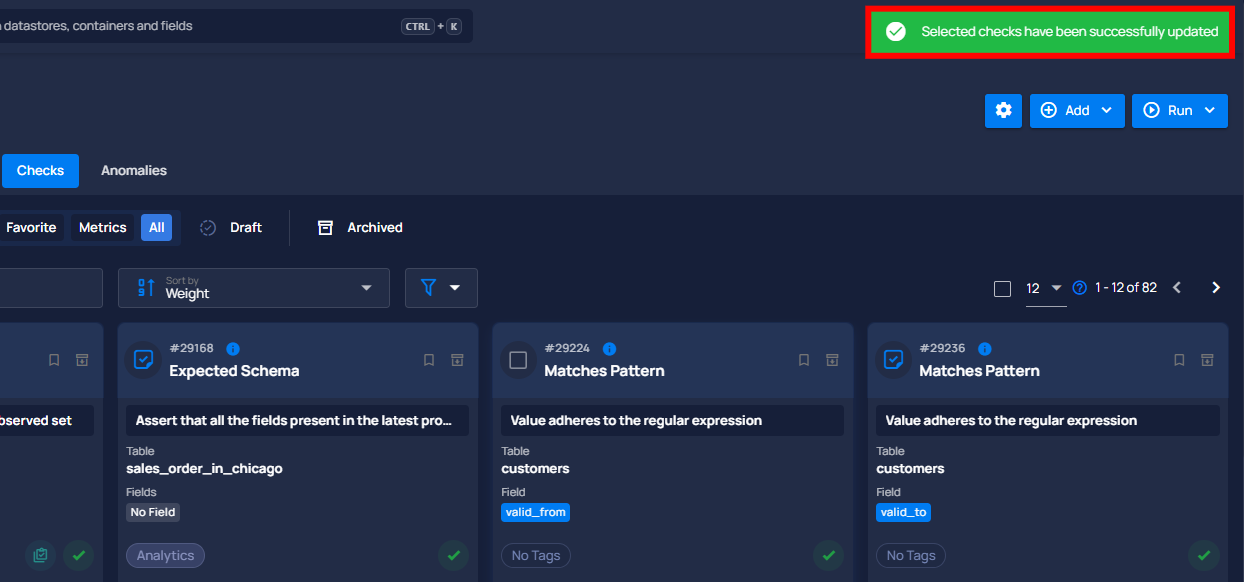 datastores, containers and fields
CTRL + K
Selected checks have been successfully updated
Add
Run
Checks
Anomalies
Favorite
Metrics
All
Draft
Archived
Sort by
Weight
12
1 - 12 of 82
#29168
Expected Schema
#29224
Matches Pattern
#29236
Matches Pattern
set
Assert that all the fields present in the latest pro...
Value adheres to the regular expression
Value adheres to the regular expression
Table
sales_order_in_chicago
Fields
No Field
Analytics
Table
customers
Field
valid_from
No Tags
Table
customers
Field
valid_to
No Tags